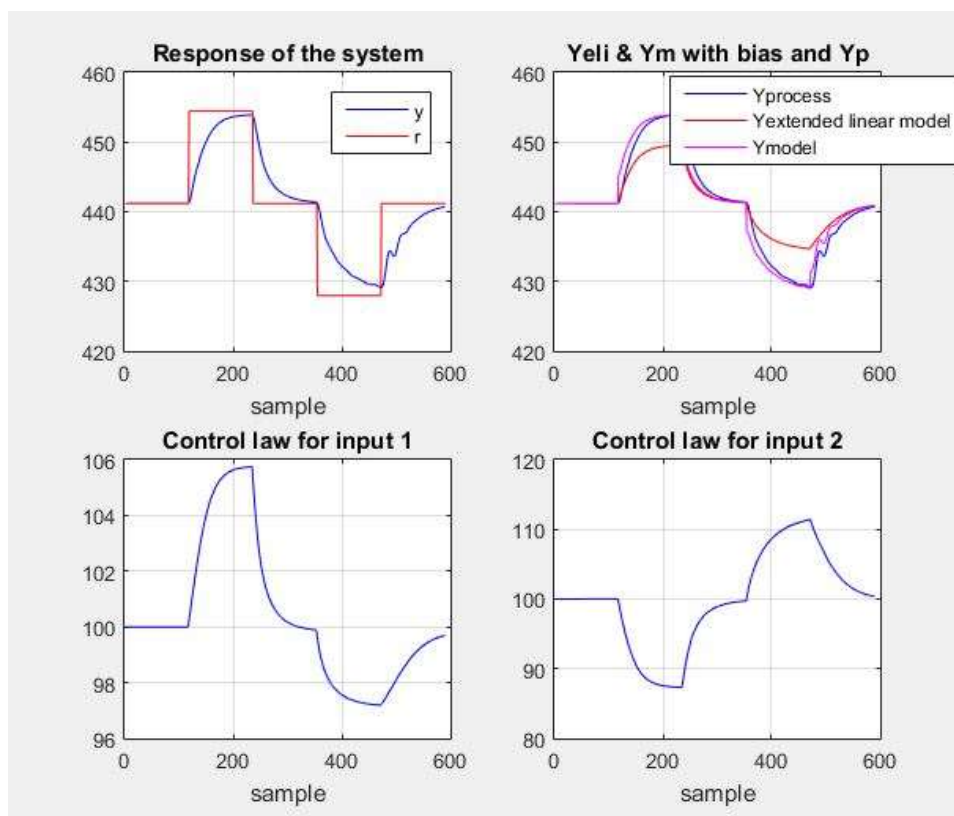 Response of the system
460
450
440
430
420
0
200
400
600
sample
y
r
Yeli & Ym with bias and Yp
460
450
440
430
420
0
200
400
600
sample
Yprocess
Yextended linear model
Ymodel
Control law for input 1
106
104
102
100
98
96
0
200
400
600
sample
Control law for input 2
120
110
100
90
80
0
200
400
600
sample